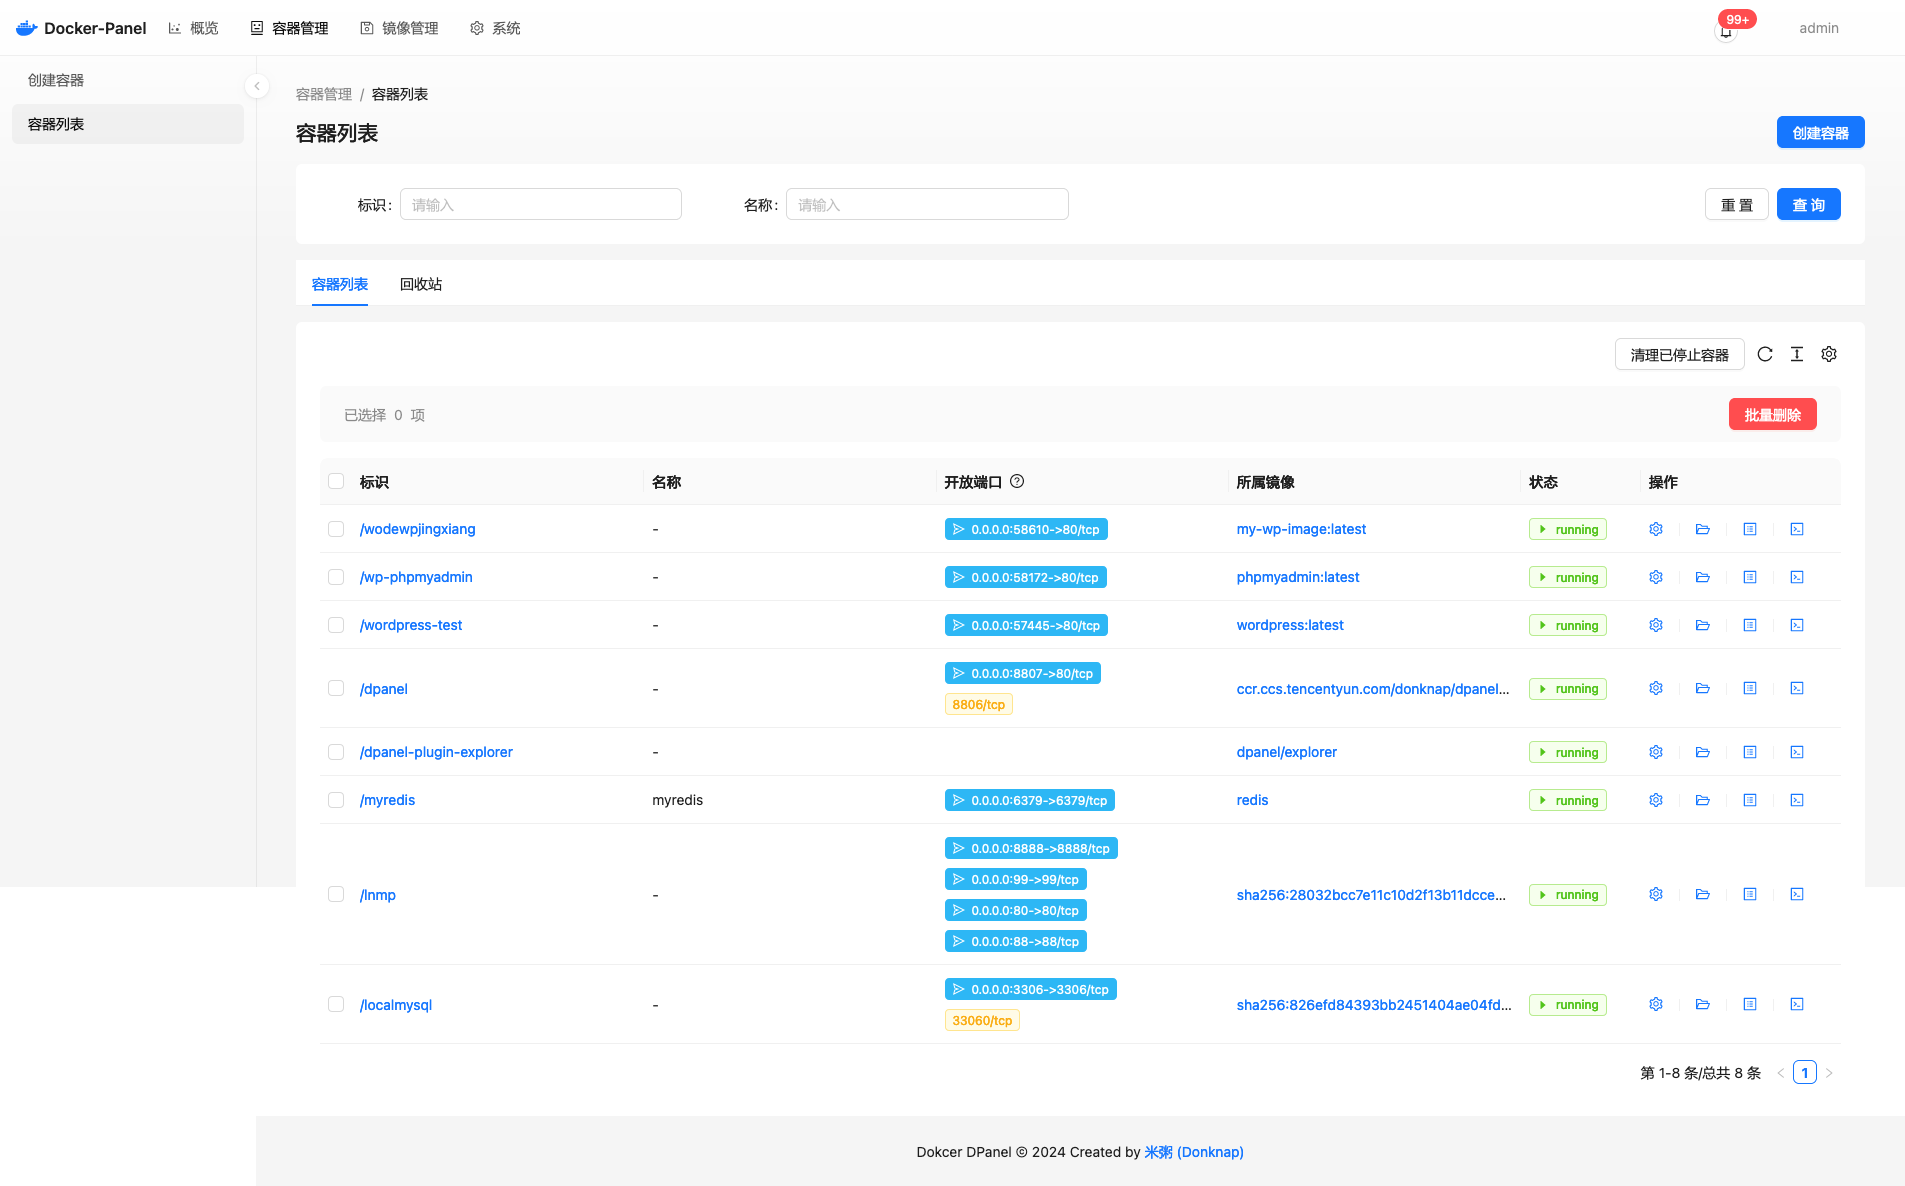 Docker-Panel 概览 容器管理 镜像管理 系统 99+ admin
创建容器
容器列表
容器管理 / 容器列表
容器列表 创建容器
标识: 请输入 名称: 请输入 重 置 查 询
容器列表 回收站
清理已停止容器
已选择 0 项 批量删除
标识 名称 开放端口 所属镜像 状态 操作
/wodewpjingxiang - 0.0.0.0:58610->80/tcp my-wp-image:latest running
/wp-phpmyadmin - 0.0.0.0:58172->80/tcp phpmyadmin:latest running
/wordpress-test - 0.0.0.0:57445->80/tcp wordpress:latest running
/dpanel - 0.0.0.0:8807->80/tcp ccr.ccs.tencentyun.com/donknap/dpanel... running
8806/tcp
/dpanel-plugin-explorer - dpanel/explorer running
/myredis myredis 0.0.0.0:6379->6379/tcp redis running
/lnmp - 0.0.0.0:8888->8888/tcp sha256:28032bcc7e11c10d2f13b11dcce... running
0.0.0.0:99->99/tcp
0.0.0.0:80->80/tcp
0.0.0.0:88->88/tcp
/localmysql - 0.0.0.0:3306->3306/tcp sha256:826efd84393bb2451404ae04fd... running
33060/tcp
第 1-8 条/总共 8 条 < 1 >
Dokcer DPanel © 2024 Created by 米粥 (Donknap)